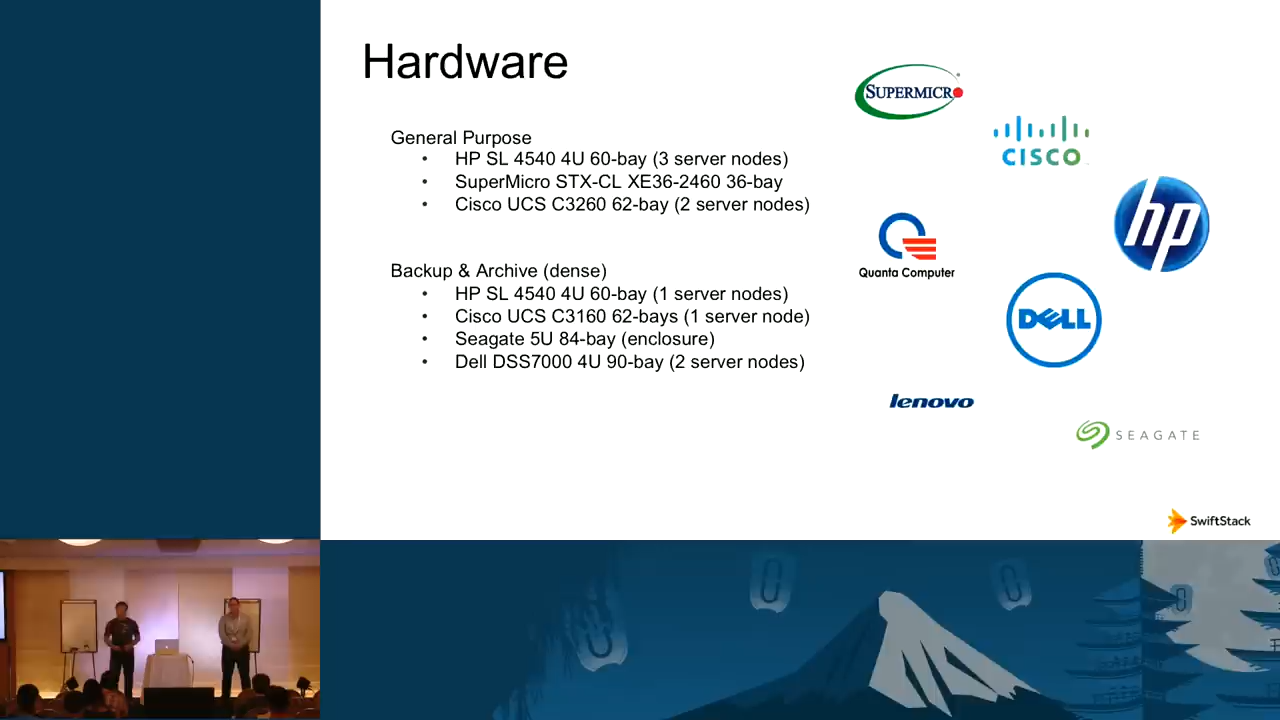 Hardware
General Purpose
• HP SL 4540 4U 60-bay (3 server nodes)
• SuperMicro STX-CL XE36-2460 36-bay
• Cisco UCS C3260 62-bay (2 server nodes)
Backup & Archive (dense)
• HP SL 4540 4U 60-bay (1 server nodes)
• Cisco UCS C3160 62-bays (1 server node)
• Seagate 5U 84-bay (enclosure)
• Dell DSS7000 4U 90-bay (2 server nodes)
SUPERMICRO
CISCO
hp
Quanta Computer
DELL
lenovo
SEAGATE
SwiftStack